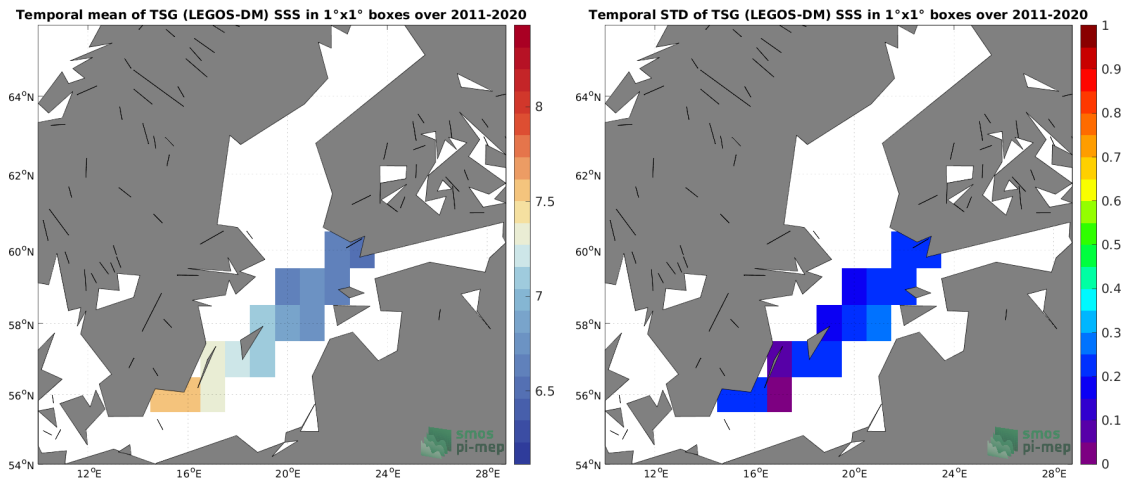 Temporal mean of TSG (LEGOS-DM) SSS in 1°x1° boxes over 2011-2020
64°N
62°N
60°N
58°N
56°N
54°N
12°E
16°E
20°E
24°E
28°E
8
7.5
7
6.5
smos
pi-mep
Temporal STD of TSG (LEGOS-DM) SSS in 1°x1° boxes over 2011-2020
64°N
62°N
60°N
58°N
56°N
54°N
12°E
16°E
20°E
24°E
28°E
1
0.9
0.8
0.7
0.6
0.5
0.4
0.3
0.2
0.1
0
smos
pi-mep